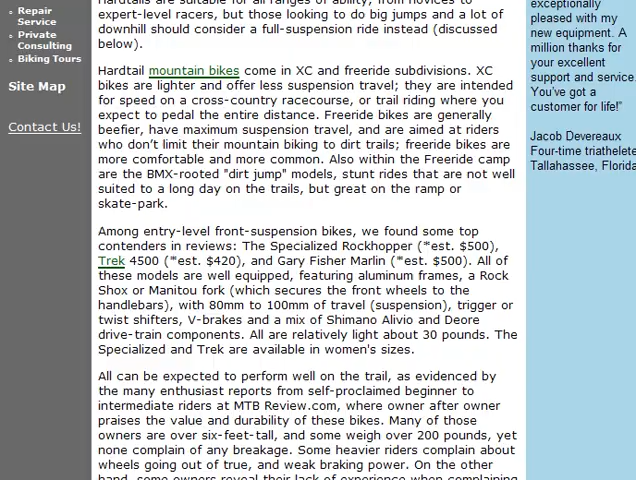 Repair
Service
Private
Consulting
Biking Tours
Site Map
Contact Us!
Hardtails are suitable for all ranges of ability, from novices to
expert-level racers, but those looking to do big jumps and a lot of
downhill should consider a full-suspension ride instead (discussed
below).
Hardtail mountain bikes come in XC and freeride subdivisions. XC
bikes are lighter and offer less suspension travel; they are intended
for speed on a cross-country racecourse, or trail riding where you
expect to pedal the entire distance. Freeride bikes are generally
beefier, have maximum suspension travel, and are aimed at riders
who don't limit their mountain biking to dirt trails; freeride bikes are
more comfortable and more common. Also within the Freeride camp
are the BMX-rooted "dirt jump" models, stunt rides that are not well
suited to a long day on the trails, but great on the ramp or
skate-park.
Among entry-level front-suspension bikes, we found some top
contenders in reviews: The Specialized Rockhopper (*est. $500),
Trek 4500 (*est. $420), and Gary Fisher Marlin (*est. $500). All of
these models are well equipped, featuring aluminum frames, a Rock
Shox or Manitou fork (which secures the front wheels to the
handlebars), with 80mm to 100mm of travel (suspension), trigger or
twist shifters, V-brakes and a mix of Shimano Alivio and Deore
drive-train components. All are relatively light about 30 pounds. The
Specialized and Trek are available in women's sizes.
All can be expected to perform well on the trail, as evidenced by
the many enthusiast reports from self-proclaimed beginner to
intermediate riders at MTB Review.com, where owner after owner
praises the value and durability of these bikes. Many of those
owners are over six-feet-tall, and some weigh over 200 pounds, yet
none complain of any breakage. Some heavier riders complain about
wheels going out of true, and weak braking power. On the other
hand, some owners reveal their lack of experience when complaining
exceptionally
pleased with my
new equipment. A
million thanks for
your excellent
support and service.
You've got a
customer for life!"
Jacob Devereaux
Four-time triathelete
Tallahassee, Florida